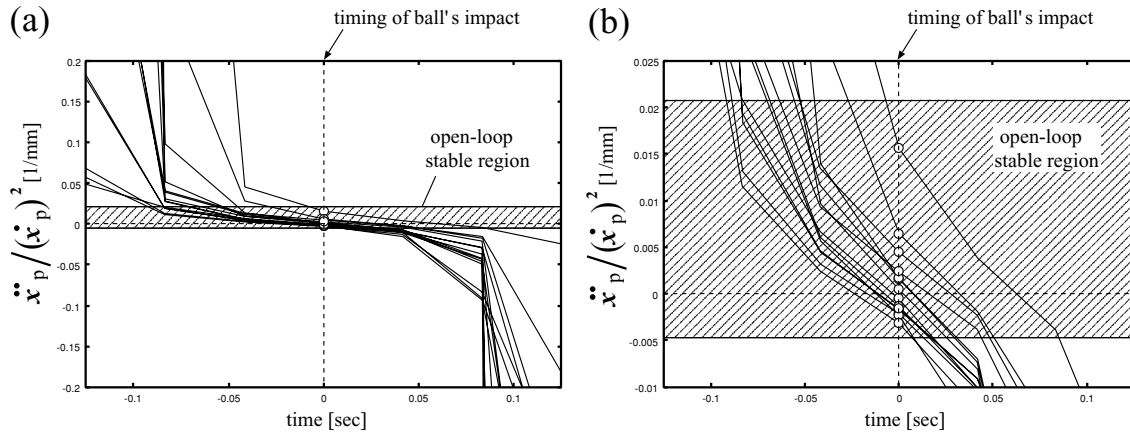 (a)
timing of ball's impact
0.2
0.15
0.1
0.05
0
-0.05
-0.1
-0.15
-0.2
open-loop
stable region
ẍp/(ẋp)2 [1/mm]
-0.1
-0.05
0
0.05
0.1
time [sec]
(b)
timing of ball's impact
0.025
0.02
0.015
0.01
0.005
0
-0.005
-0.01
open-loop
stable region
ẍp/(ẋp)2 [1/mm]
-0.1
-0.05
0
0.05
0.1
time [sec]